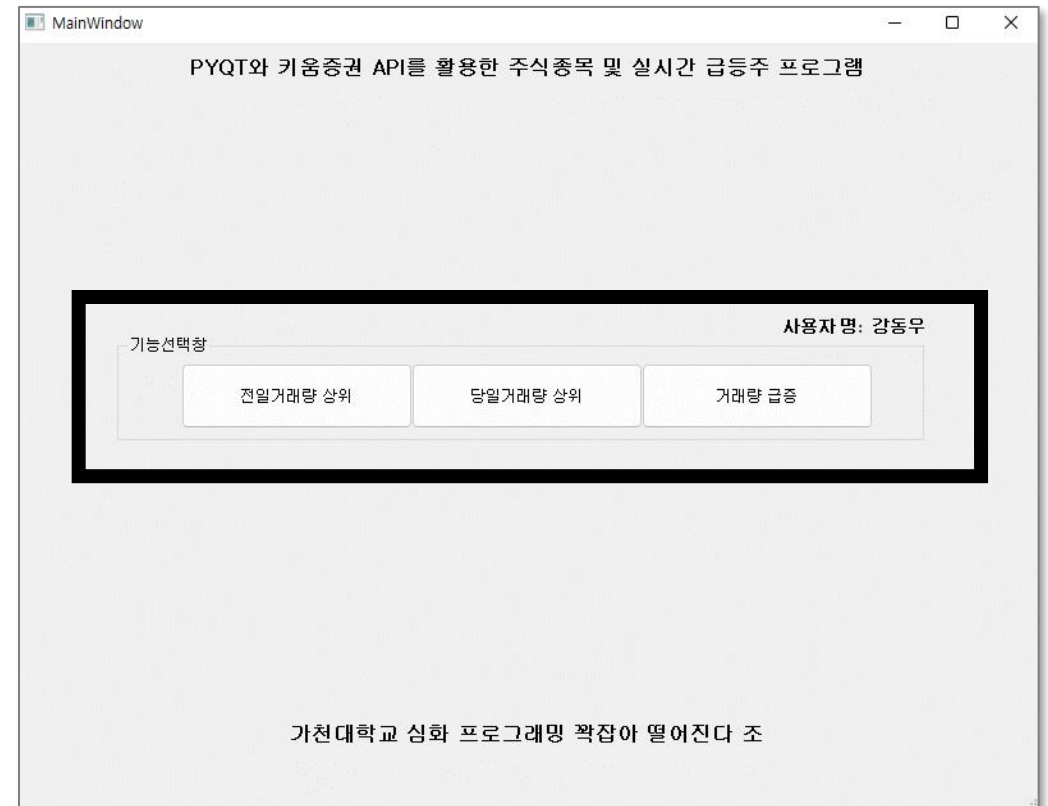 MainWindow
PYQT와 키움증권 API를 활용한 주식종목 및 실시간 급등주 프로그램
사용자 명: 강동우
기능선택창
전일거래량 상위
당일거래량 상위
거래량 급증
가천대학교 심화 프로그래밍 꽉잡아 떨어진다 조